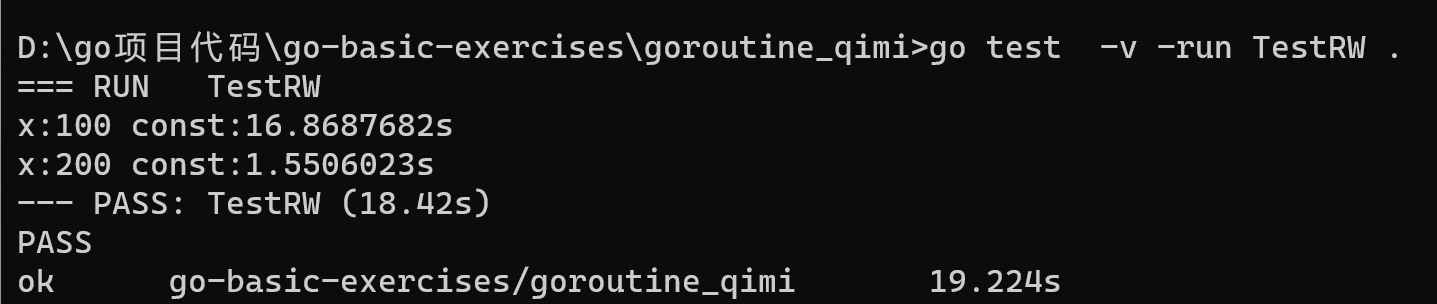 D:\go项目代码\go-basic-exercises\goroutine_qimi>go test  -v -run TestRW .
=== RUN   TestRW
x:100 const:16.8687682s
x:200 const:1.5506023s
--- PASS: TestRW (18.42s)
PASS
ok      go-basic-exercises/goroutine_qimi       19.224s